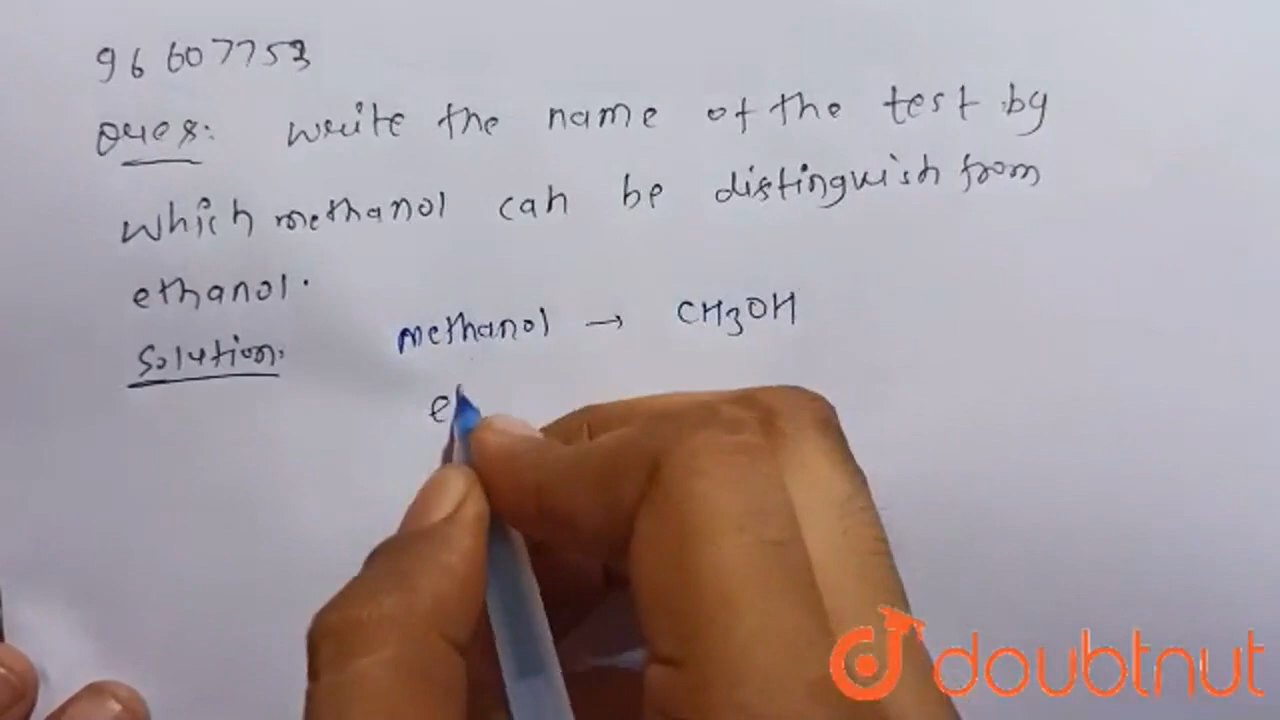 96607753
Ques: Write the name of the test by
which methanol can be distinguish from
ethanol.
Solution. methanol → CH3OH
e
doubtnut